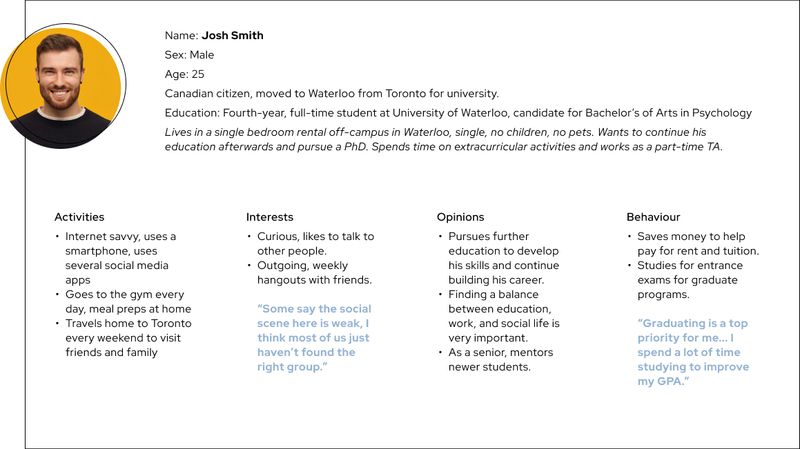 Name: Josh Smith
Sex: Male
Age: 25
Canadian citizen, moved to Waterloo from Toronto for university.
Education: Fourth-year, full-time student at University of Waterloo, candidate for Bachelor's of Arts in Psychology
Lives in a single bedroom rental off-campus in Waterloo, single, no children, no pets. Wants to continue his
education afterwards and pursue a PhD. Spends time on extracurricular activities and works as a part-time TA.
Activities
• Internet savvy, uses a
smartphone, uses
several social media
apps
• Goes to the gym every
day, meal preps at home
• Travels home to Toronto
every weekend to visit
friends and family
Interests
• Curious, likes to talk to
other people.
• Outgoing, weekly
hangouts with friends.
“Some say the social
scene here is weak, I
think most of us just
haven’t found the
right group.”
Opinions
• Pursues further
education to develop
his skills and continue
building his career.
• Finding a balance
between education,
work, and social life is
very important.
• As a senior, mentors
newer students.
Behaviour
• Saves money to help
pay for rent and tuition.
• Studies for entrance
exams for graduate
programs.
“Graduating is a top
priority for me... I
spend a lot of time
studying to improve
my GPA.”